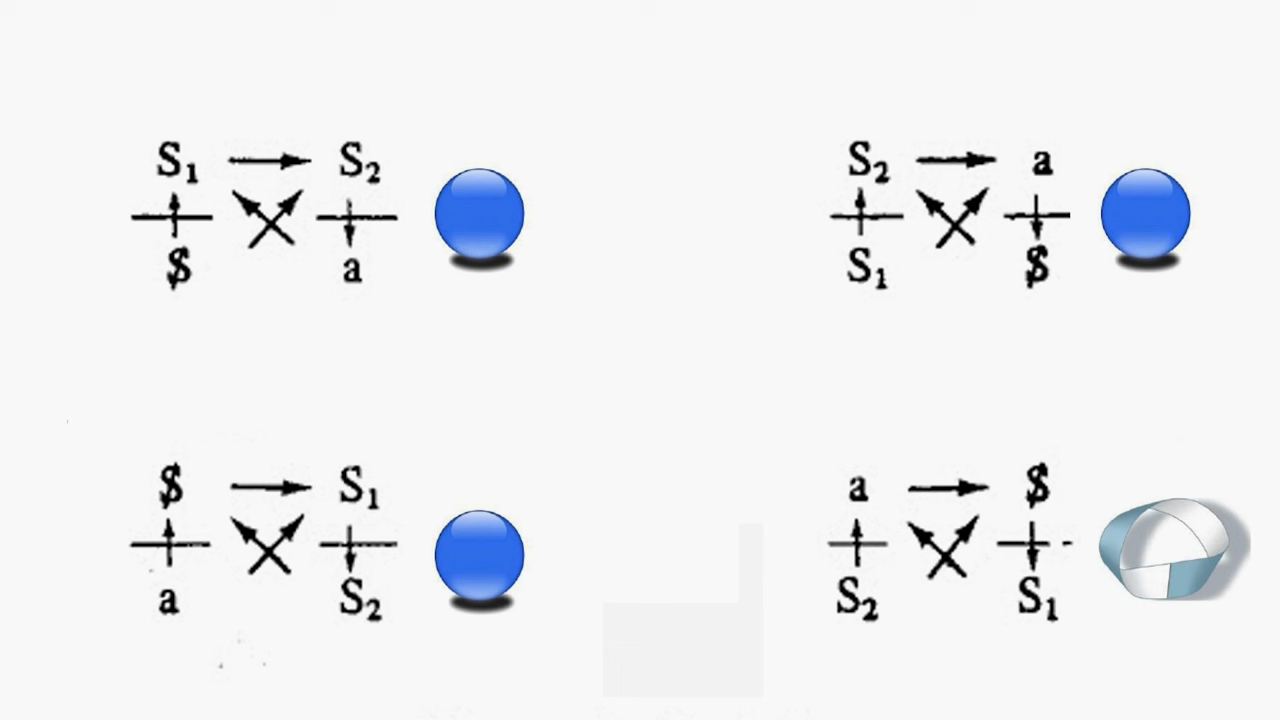 S₁ → S₂
$ a
S₂ → a
S₁ $
$ → S₁
a S₂
a → $
S₂ S₁